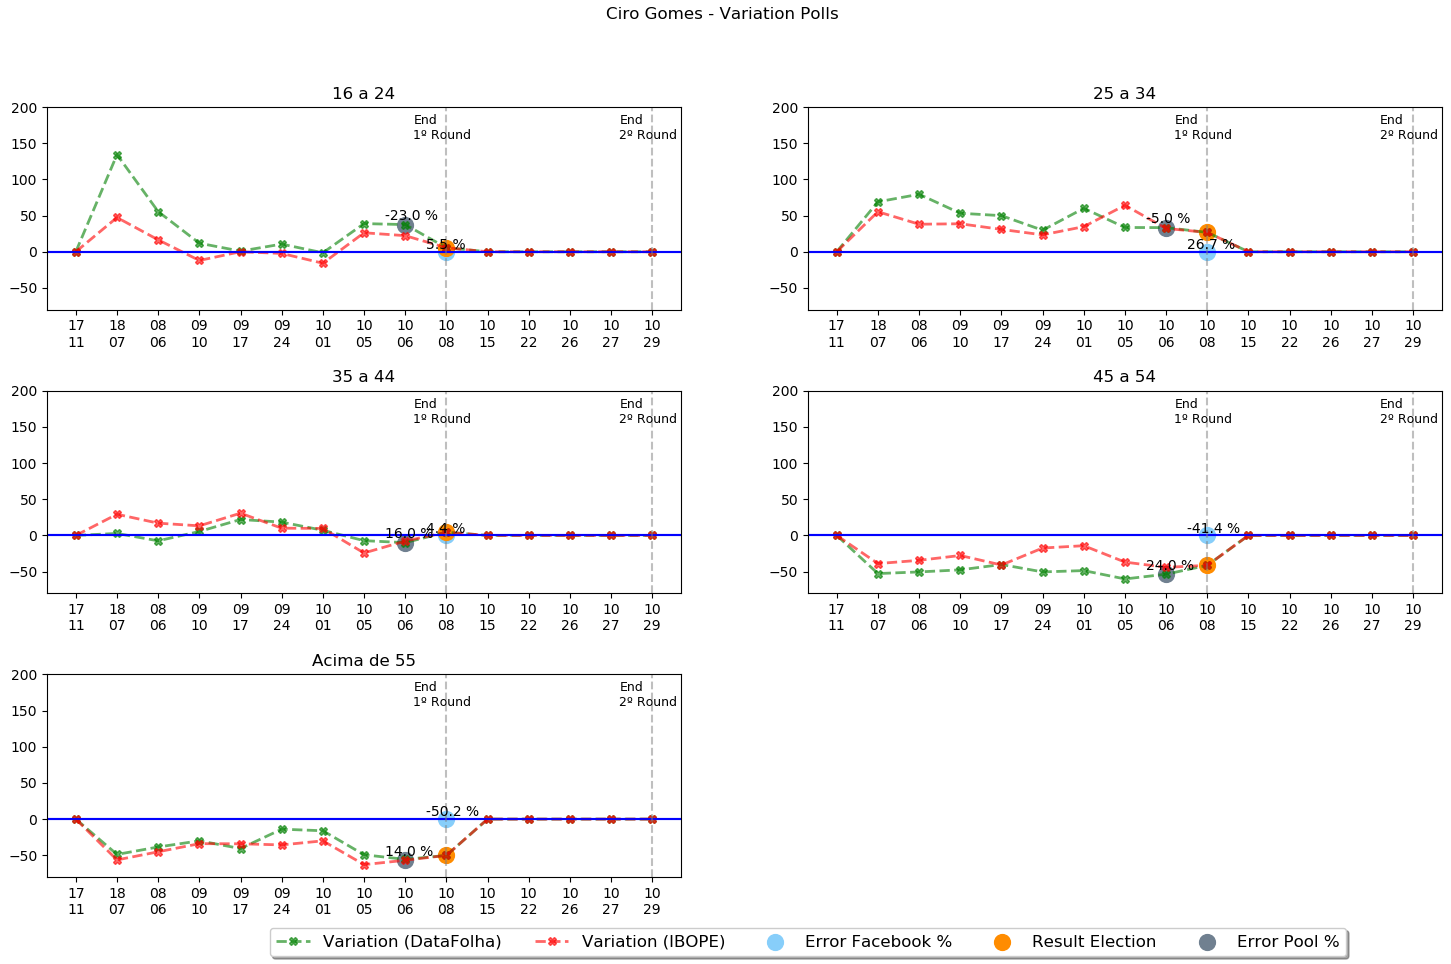 Ciro Gomes - Variation Polls
16 a 24
200
150
100
50
0
−50
End
1º Round
End
2º Round
-23.0 %
5.5 %
17 18 08 09 09 09 10 10 10 10 10 10 10 10 10
11 07 06 10 17 24 01 05 06 08 15 22 26 27 29
25 a 34
200
150
100
50
0
−50
End
1º Round
End
2º Round
-5.0 %
26.7 %
17 18 08 09 09 09 10 10 10 10 10 10 10 10 10
11 07 06 10 17 24 01 05 06 08 15 22 26 27 29
35 a 44
200
150
100
50
0
−50
End
1º Round
End
2º Round
16.0 %
4.4 %
17 18 08 09 09 09 10 10 10 10 10 10 10 10 10
11 07 06 10 17 24 01 05 06 08 15 22 26 27 29
45 a 54
200
150
100
50
0
−50
End
1º Round
End
2º Round
-41.4 %
24.0 %
17 18 08 09 09 09 10 10 10 10 10 10 10 10 10
11 07 06 10 17 24 01 05 06 08 15 22 26 27 29
Acima de 55
200
150
100
50
0
−50
End
1º Round
End
2º Round
-50.2 %
14.0 %
17 18 08 09 09 09 10 10 10 10 10 10 10 10 10
11 07 06 10 17 24 01 05 06 08 15 22 26 27 29
Variation (DataFolha) Variation (IBOPE) Error Facebook % Result Election Error Pool %